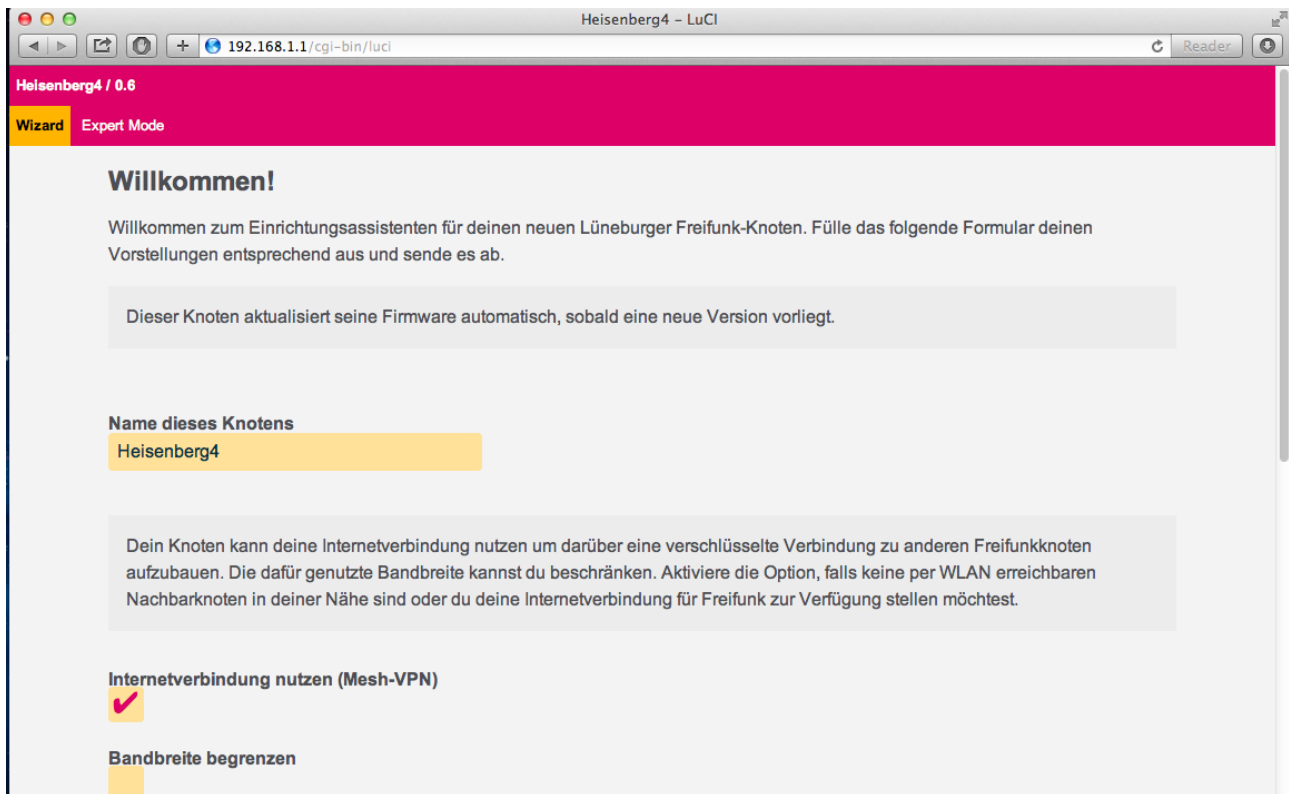 Heisenberg4 – LuCI
192.168.1.1/cgi-bin/luci
Reader
Heisenberg4 / 0.6
Wizard Expert Mode
Willkommen!
Willkommen zum Einrichtungsassistenten für deinen neuen Lüneburger Freifunk-Knoten. Fülle das folgende Formular deinen
Vorstellungen entsprechend aus und sende es ab.
Dieser Knoten aktualisiert seine Firmware automatisch, sobald eine neue Version vorliegt.
Name dieses Knotens
Heisenberg4
Dein Knoten kann deine Internetverbindung nutzen um darüber eine verschlüsselte Verbindung zu anderen Freifunkknoten
aufzubauen. Die dafür genutzte Bandbreite kannst du beschränken. Aktiviere die Option, falls keine per WLAN erreichbaren
Nachbarknoten in deiner Nähe sind oder du deine Internetverbindung für Freifunk zur Verfügung stellen möchtest.
Internetverbindung nutzen (Mesh-VPN)
Bandbreite begrenzen